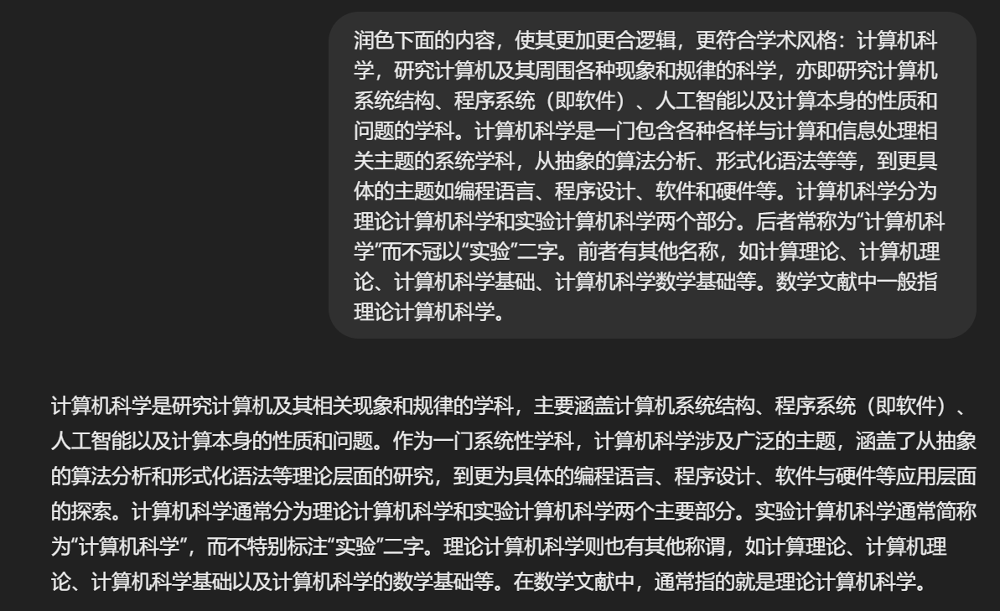 润色下面的内容，使其更加更合逻辑，更符合学术风格：计算机科
学，研究计算机及其周围各种现象和规律的科学，亦即研究计算机
系统结构、程序系统（即软件）、人工智能以及计算本身的性质和
问题的学科。计算机科学是一门包含各种各样与计算和信息处理相
关主题的系统学科，从抽象的算法分析、形式化语法等等，到更具
体的主题如编程语言、程序设计、软件和硬件等。计算机科学分为
理论计算机科学和实验计算机科学两个部分。后者常称为“计算机科
学”而不冠以“实验”二字。前者有其他名称，如计算理论、计算机理
论、计算机科学基础、计算机科学数学基础等。数学文献中一般指
理论计算机科学。
计算机科学是研究计算机及其相关现象和规律的学科，主要涵盖计算机系统结构、程序系统（即软件）、
人工智能以及计算本身的性质和问题。作为一门系统性学科，计算机科学涉及广泛的主题，涵盖了从抽象
的算法分析和形式化语法等理论层面的研究，到更为具体的编程语言、程序设计、软件与硬件等应用层面
的探索。计算机科学通常分为理论计算机科学和实验计算机科学两个主要部分。实验计算机科学通常简称
为“计算机科学”，而不特别标注“实验”二字。理论计算机科学则也有其他称谓，如计算理论、计算机理
论、计算机科学基础以及计算机科学的数学基础等。在数学文献中，通常指的就是理论计算机科学。